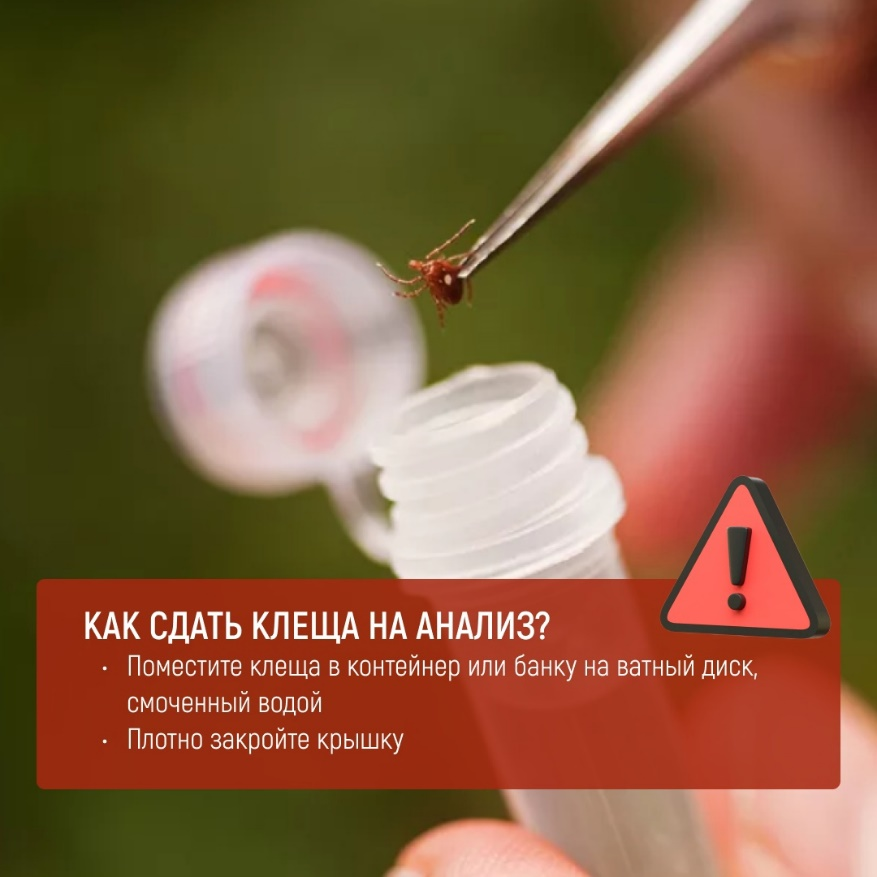 КАК СДАТЬ КЛЕЩА НА АНАЛИЗ?
• Поместите клеща в контейнер или банку на ватный диск,
смоченный водой
• Плотно закройте крышку